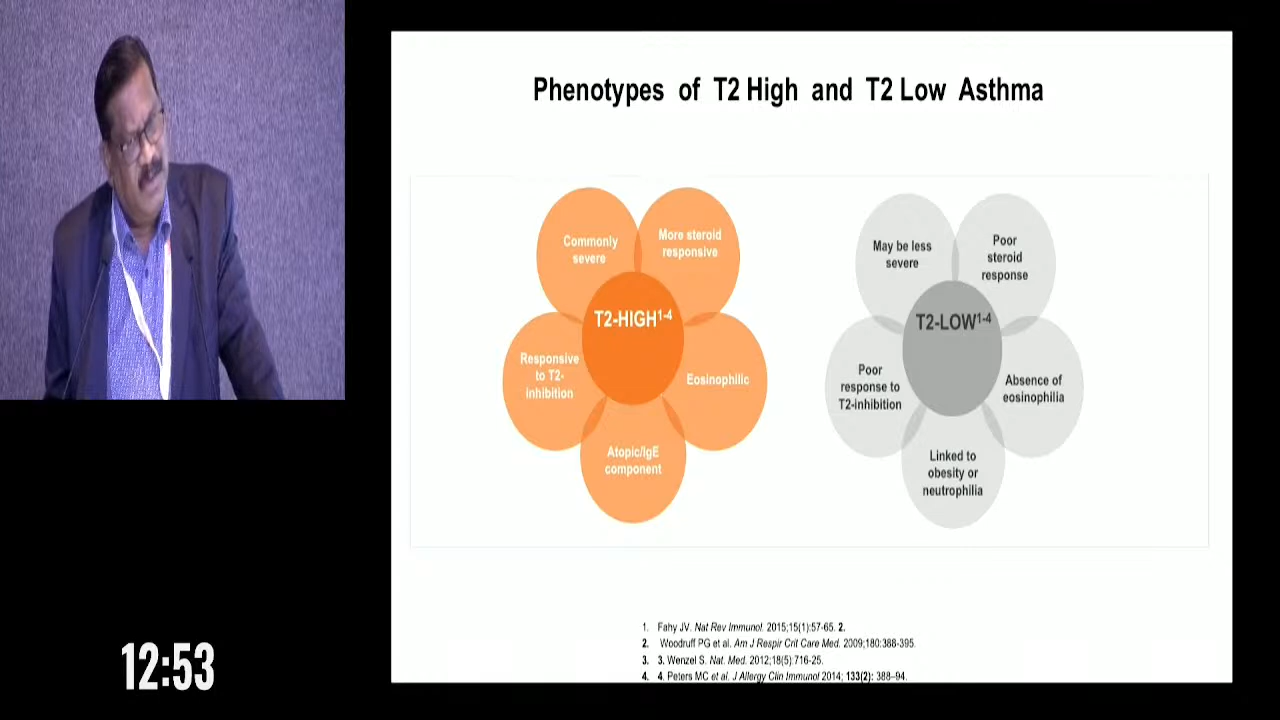 Phenotypes of T2 High and T2 Low Asthma
Commonly
severe
More steroid
responsive
T2-HIGH1-4
Responsive
to T2-
inhibition
Eosinophilic
Atopic/IgE
component
May be less
severe
Poor
steroid
response
T2-LOW1-4
Poor
response to
T2-inhibition
Absence of
eosinophilia
Linked to
obesity or
neutrophilia
1. Fahy JV. Nat Rev Immunol. 2015;15(1):57-65. 2.
2. Woodruff PG et al. Am J Respir Crit Care Med. 2009;180:388-395.
3. 3. Wenzel S. Nat. Med. 2012;18(5):716-25.
4. 4. Peters MC et al. J Allergy Clin Immunol 2014; 133(2): 388–94.
12:53